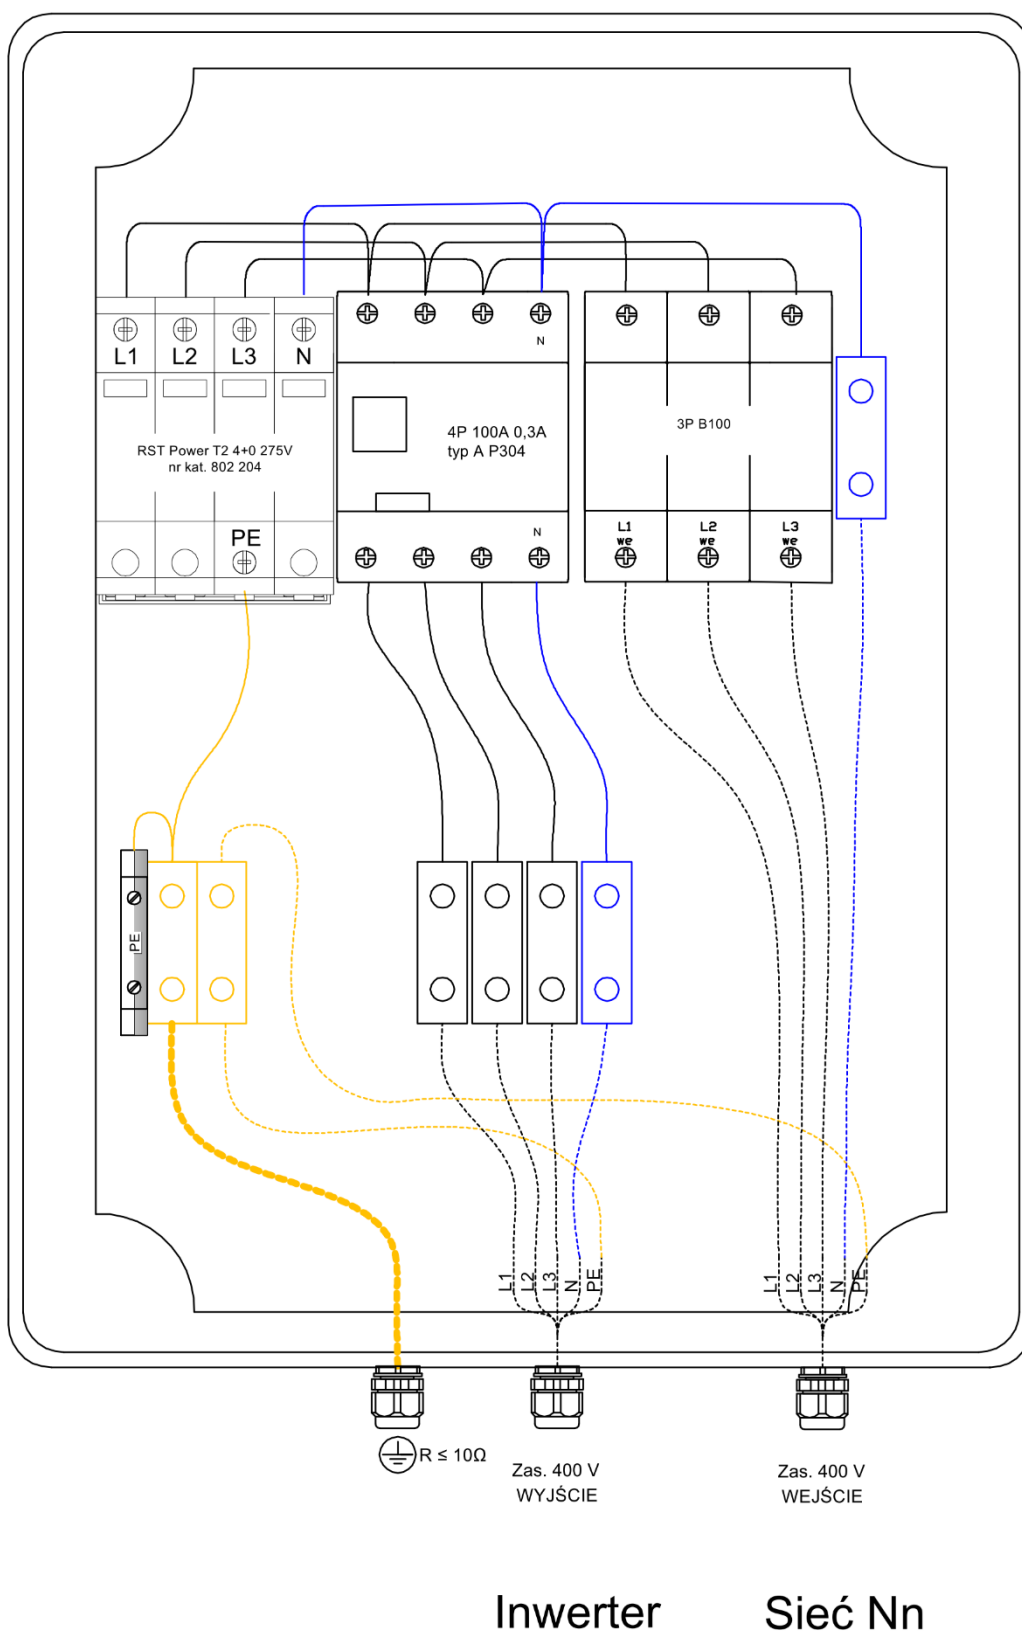 L1 L2 L3 N
N
RST Power T2 4+0 275V
nr kat. 802 204
4P 100A 0,3A
typ A P304
3P B100
PE
N
L1
we
L2
we
L3
we
PE
L1 L2 L3 N PE
L1 L2 L3 N PE
R ≤ 10Ω
Zas. 400 V
WYJŚCIE
Zas. 400 V
WEJŚCIE
Inwerter
Sieć Nn